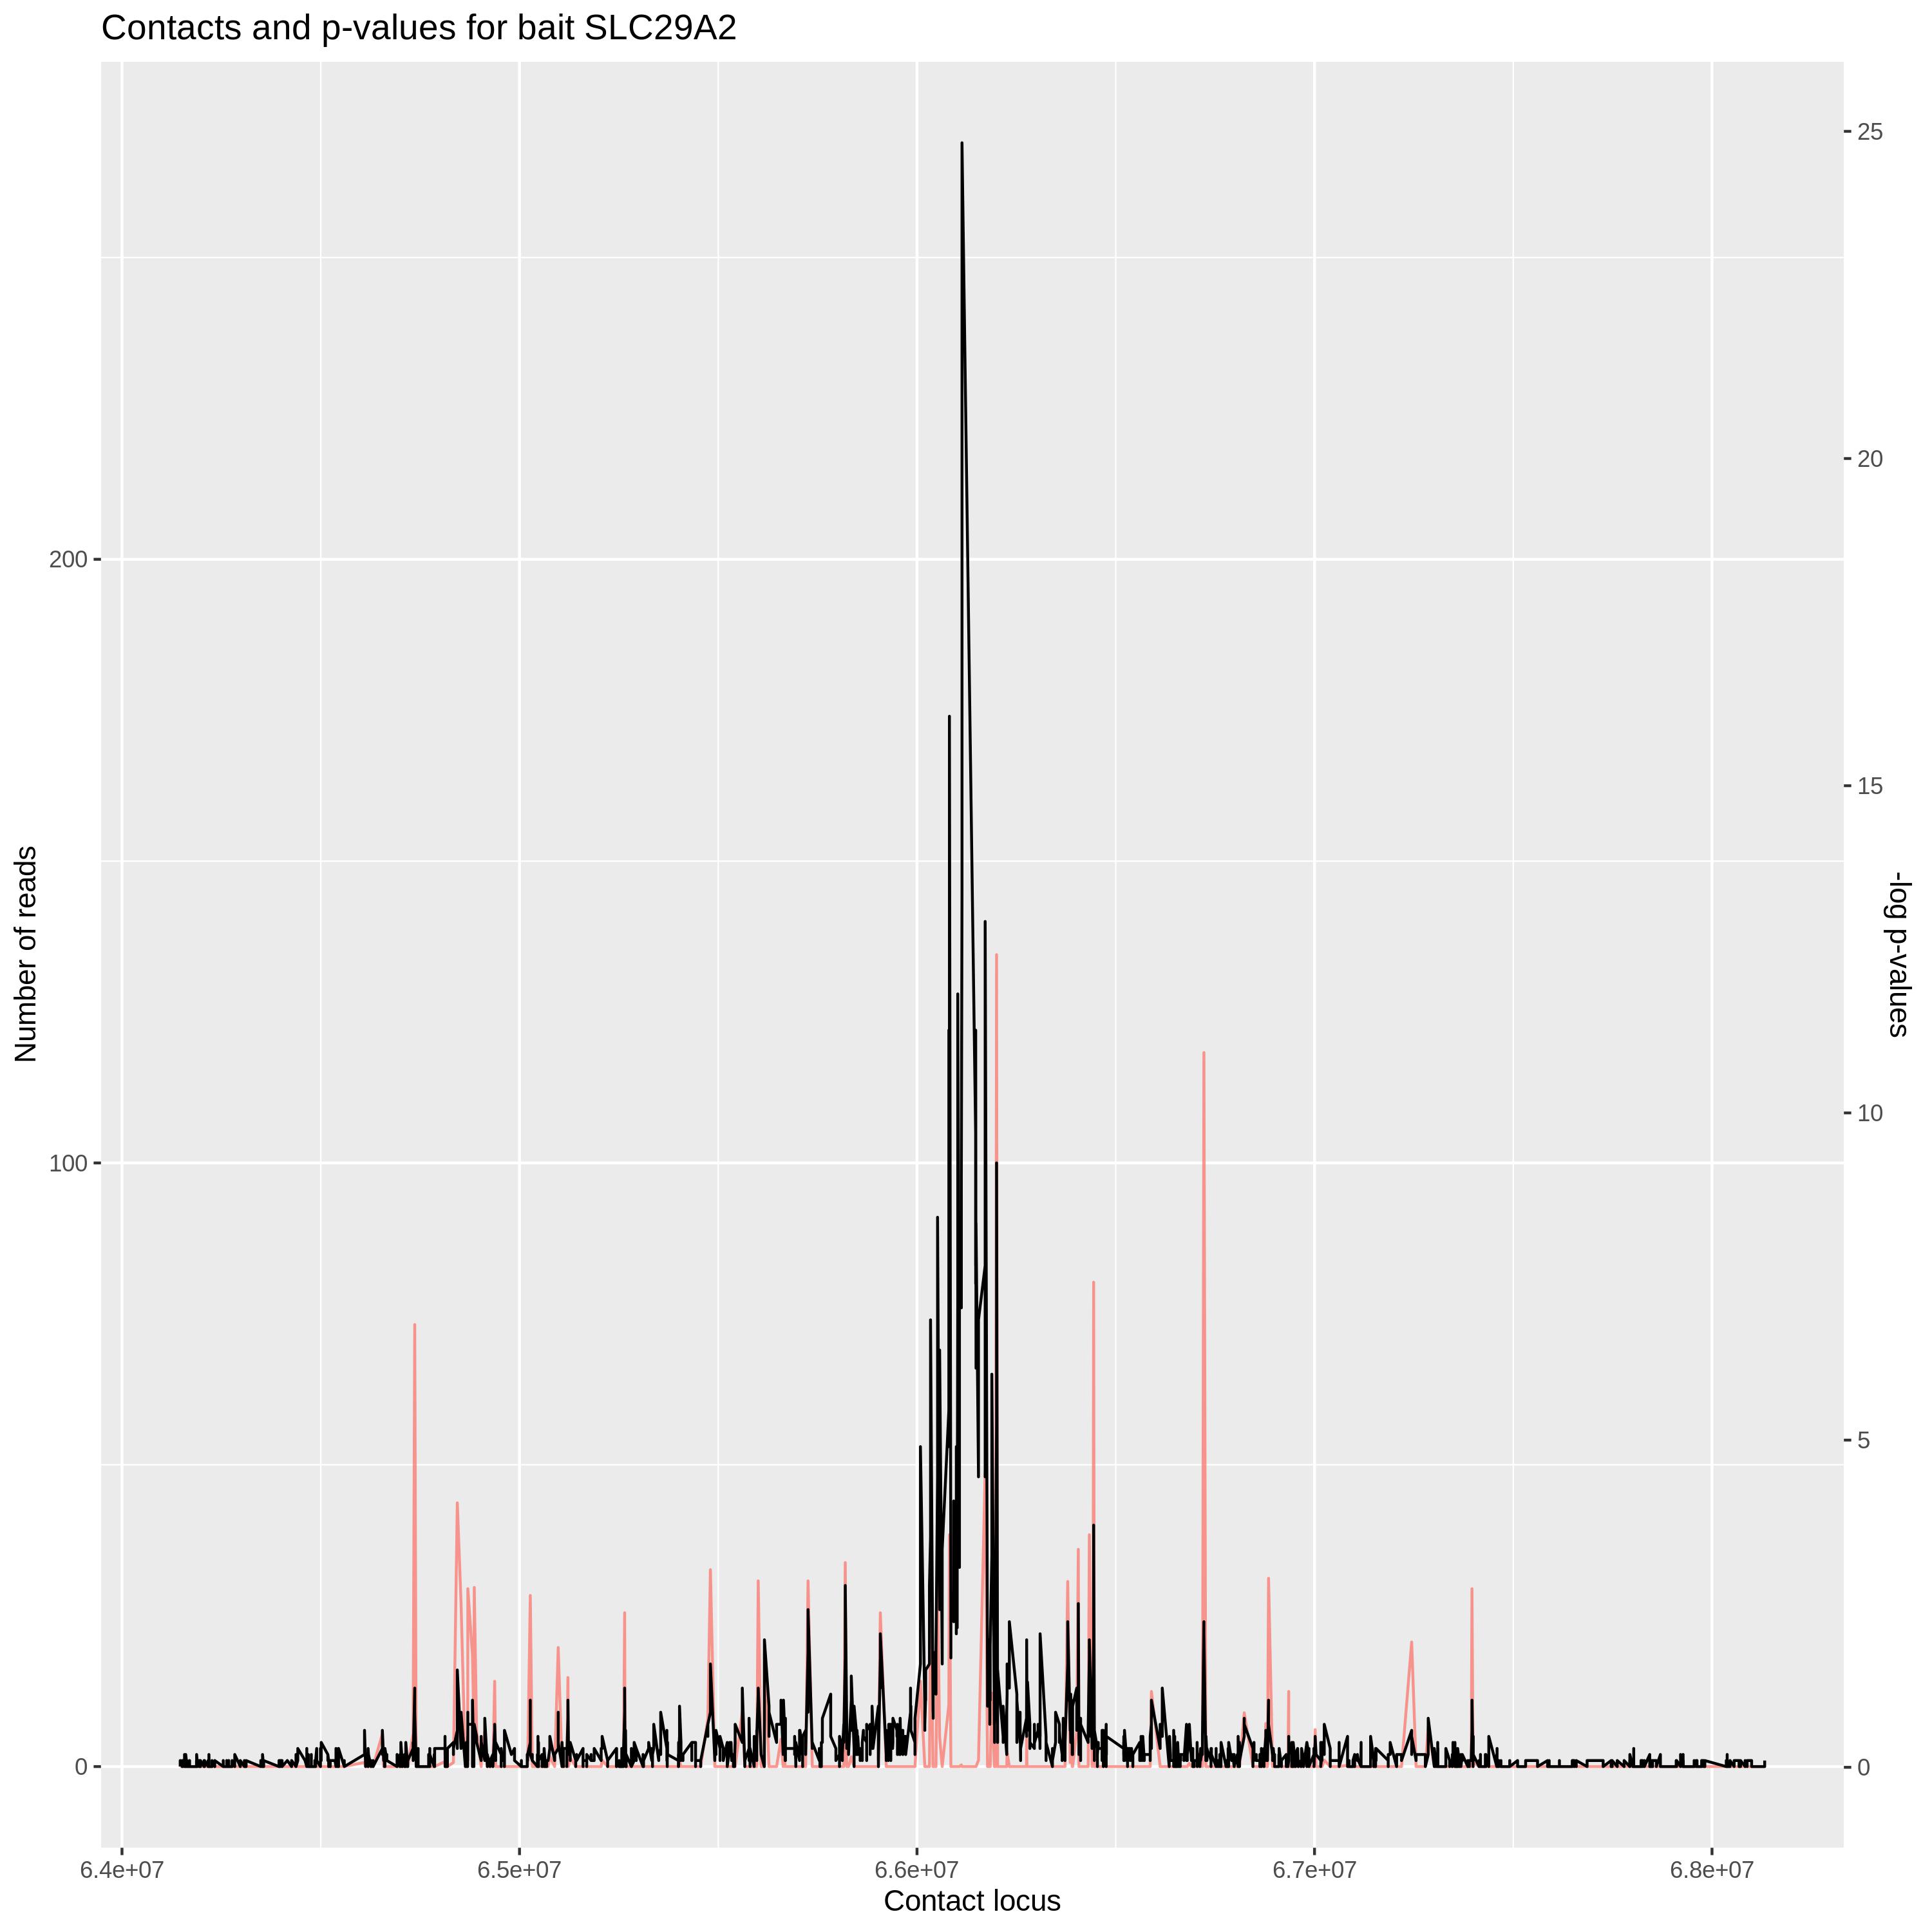 Contacts and p-values for bait SLC29A2
25
20
200
15
Number of reads
-log p-values
10
100
5
0
0
6.4e+07 6.5e+07 6.6e+07 6.7e+07 6.8e+07
Contact locus